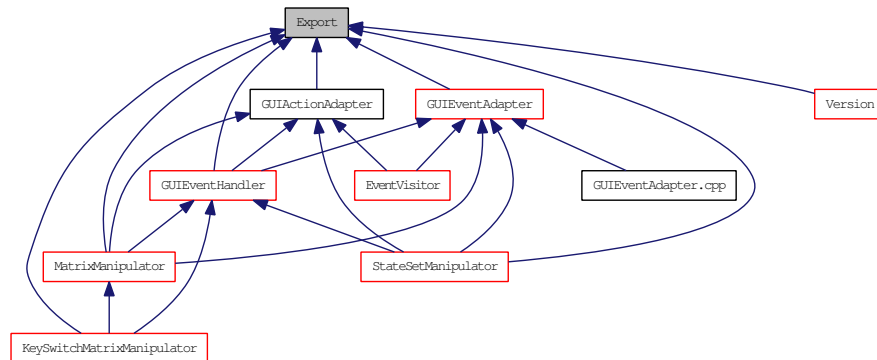 Export
GUIActionAdapter
GUIEventAdapter
Version
GUIEventHandler
EventVisitor
GUIEventAdapter.cpp
MatrixManipulator
StateSetManipulator
KeySwitchMatrixManipulator